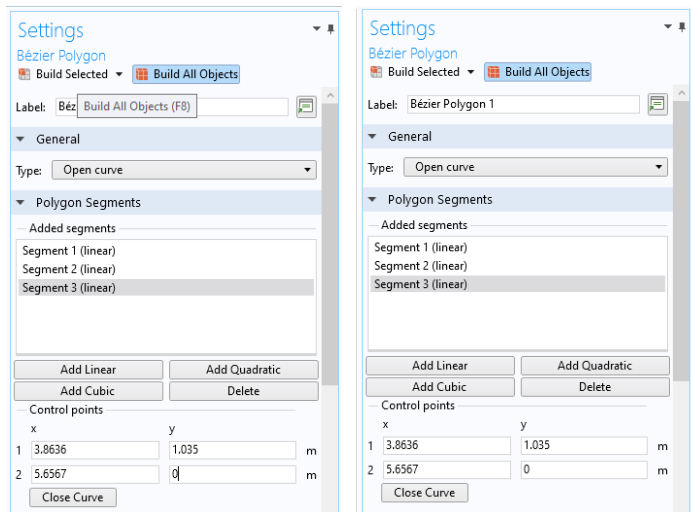 Settings
Bézier Polygon
Build Selected Build All Objects
Label: Béz Build All Objects (F8)
General
Type: Open curve
Polygon Segments
Added segments
Segment 1 (linear)
Segment 2 (linear)
Segment 3 (linear)
Add Linear Add Quadratic
Add Cubic Delete
Control points
x y
1 3.8636 1.035 m
2 5.6567 0 m
Close Curve
Settings
Bézier Polygon
Build Selected Build All Objects
Label: Bézier Polygon 1
General
Type: Open curve
Polygon Segments
Added segments
Segment 1 (linear)
Segment 2 (linear)
Segment 3 (linear)
Add Linear Add Quadratic
Add Cubic Delete
Control points
x y
1 3.8636 1.035 m
2 5.6567 0 m
Close Curve